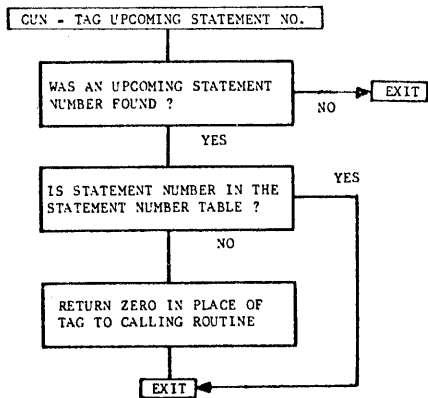 GUN - TAG UPCOMING STATEMENT NO.
WAS AN UPCOMING STATEMENT
NUMBER FOUND ?
NO
EXIT
YES
IS STATEMENT NUMBER IN THE
STATEMENT NUMBER TABLE ?
YES
NO
RETURN ZERO IN PLACE OF
TAG TO CALLING ROUTINE
EXIT